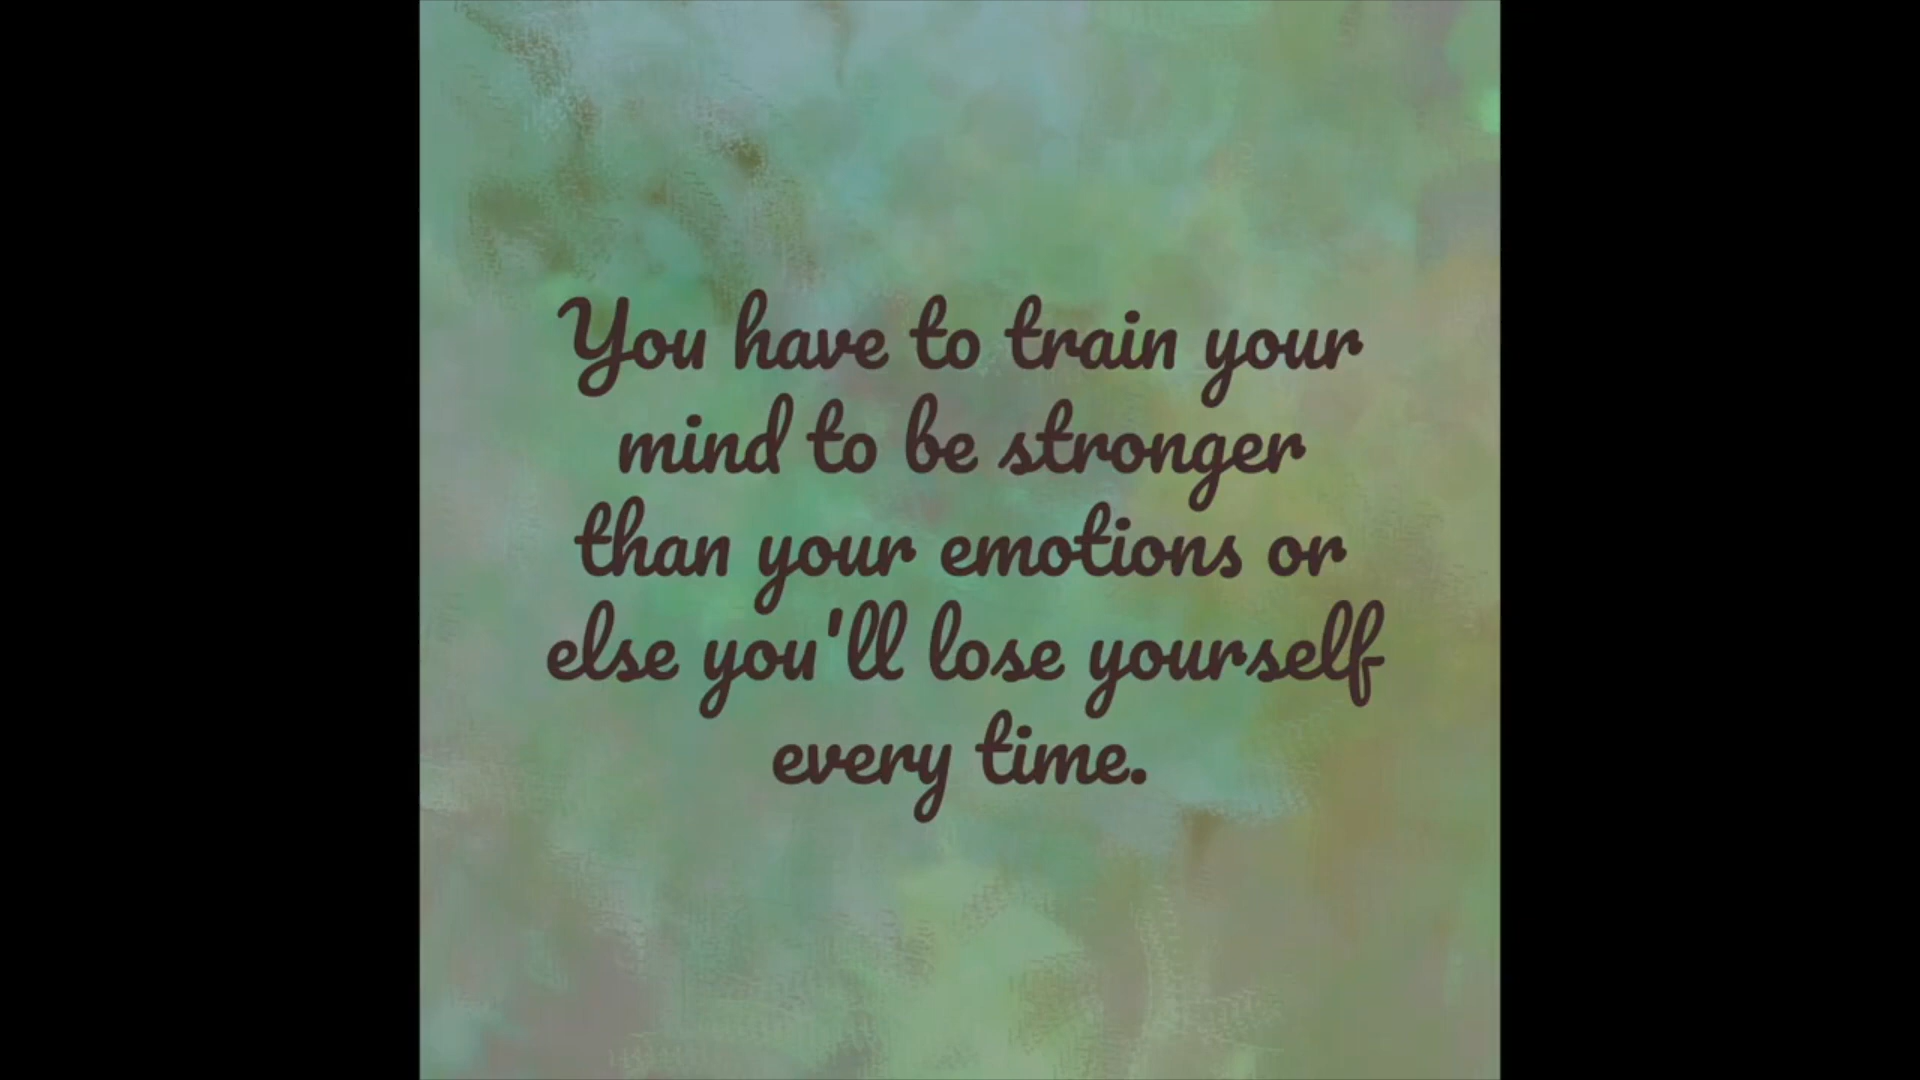 You have to train your
mind to be stronger
than your emotions or
else you'll lose yourself
every time.